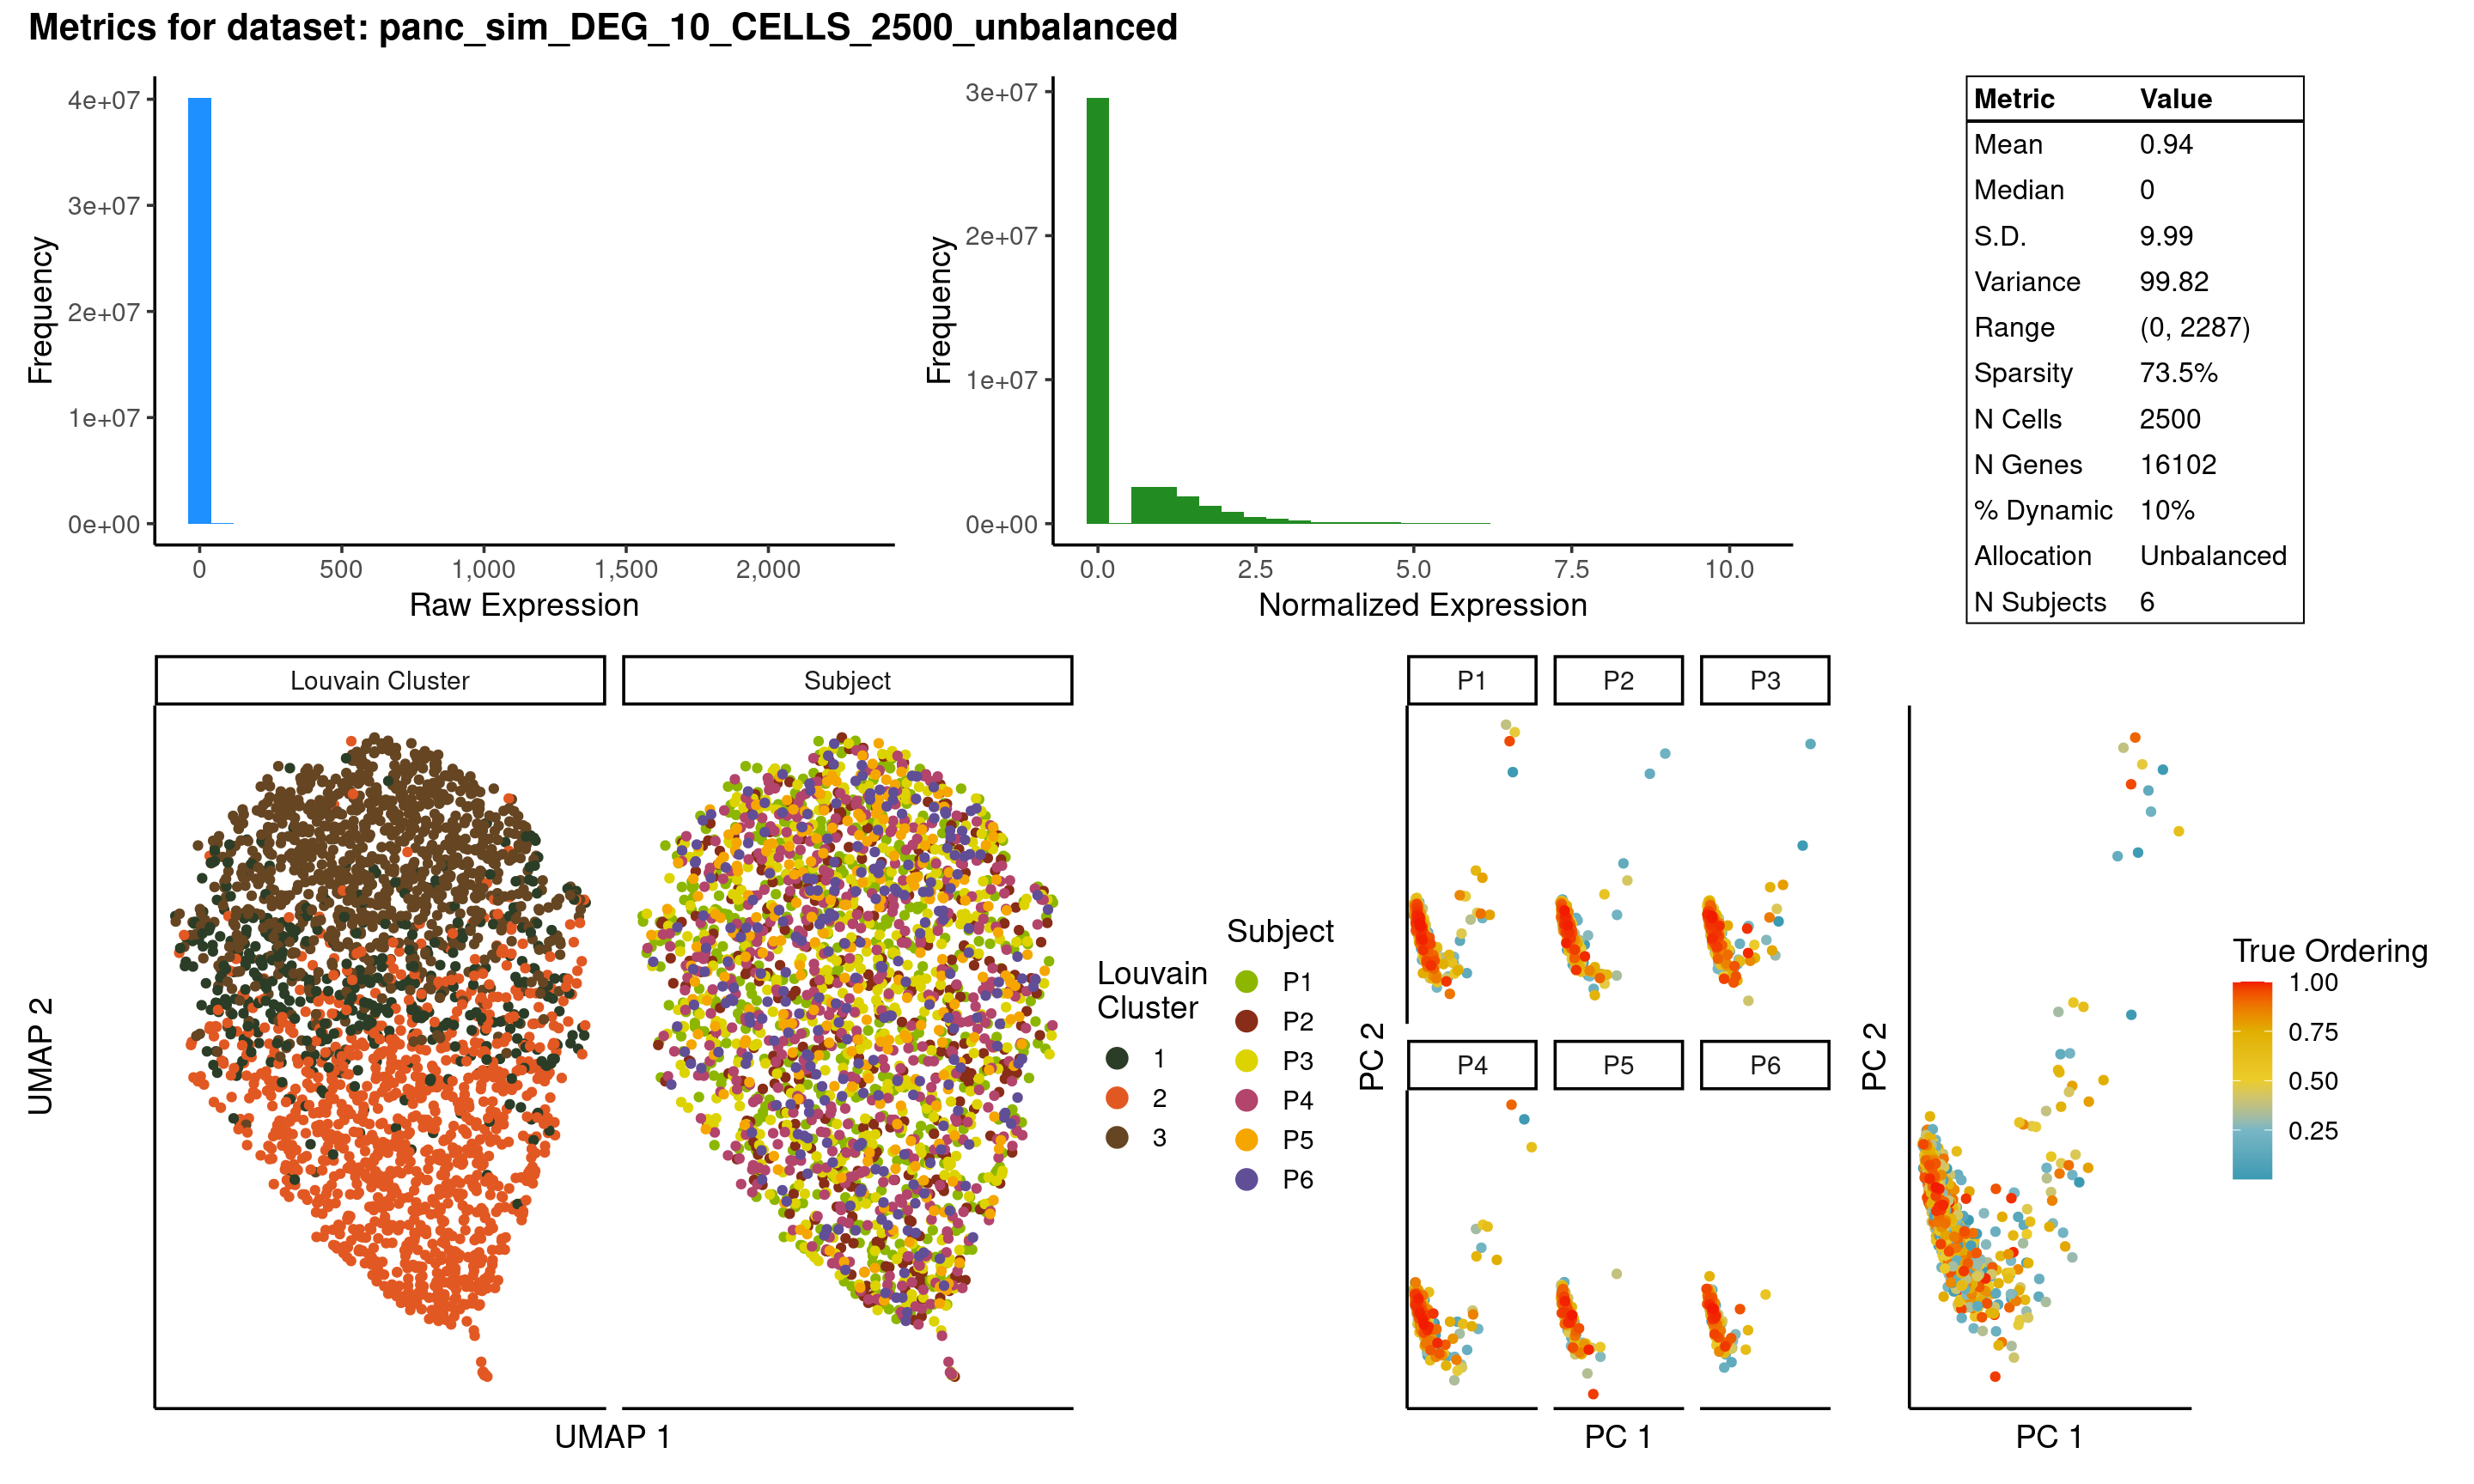 Metrics for dataset: panc_sim_DEG_10_CELLS_2500_unbalanced
Frequency
4e+07
3e+07
2e+07
1e+07
0e+00
0
500
1,000
1,500
2,000
Raw Expression
Frequency
3e+07
2e+07
1e+07
0e+00
0.0
2.5
5.0
7.5
10.0
Normalized Expression
Metric Value
Mean 0.94
Median 0
S.D. 9.99
Variance 99.82
Range (0, 2287)
Sparsity 73.5%
N Cells 2500
N Genes 16102
% Dynamic 10%
Allocation Unbalanced
N Subjects 6
Louvain Cluster
Subject
UMAP 2
UMAP 1
Louvain
Cluster
1
2
3
Subject
P1
P2
P3
P4
P5
P6
P1
P2
P3
P4
P5
P6
PC 2
PC 1
PC 2
PC 1
True Ordering
1.00
0.75
0.50
0.25